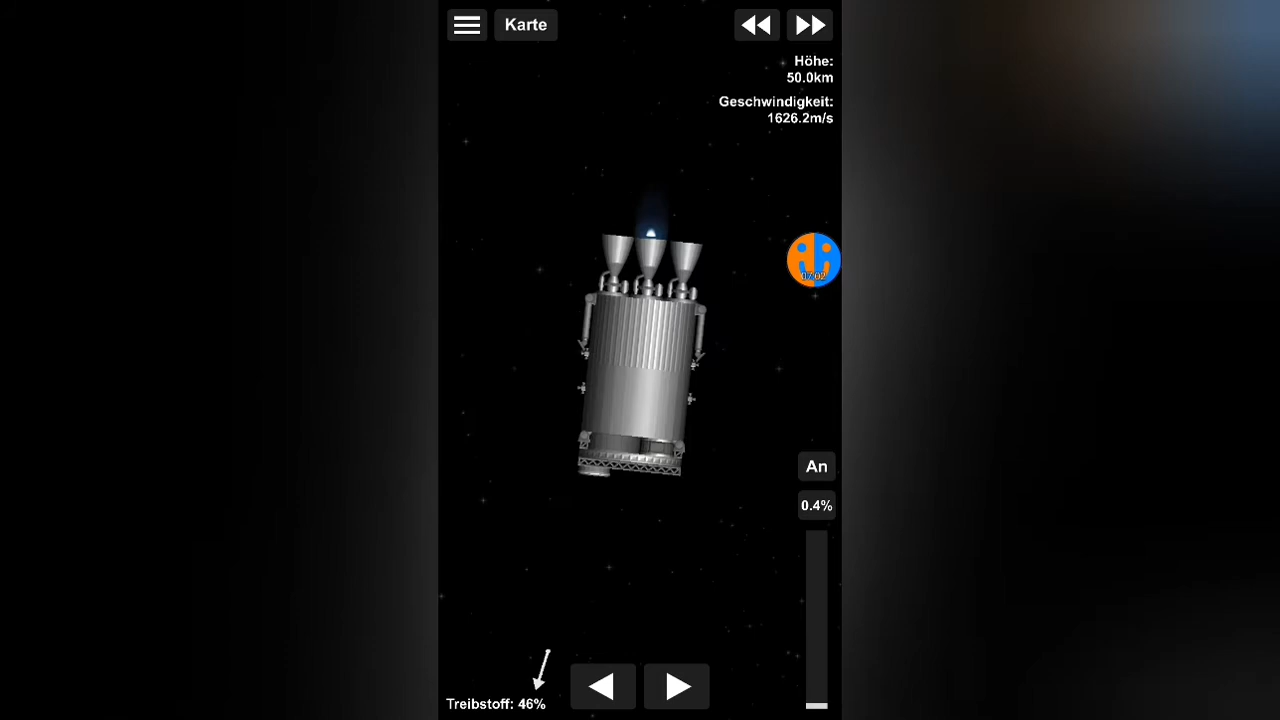 Karte
Höhe:
50.0km
Geschwindigkeit:
1626.2m/s
An
0.4%
Treibstoff: 46%